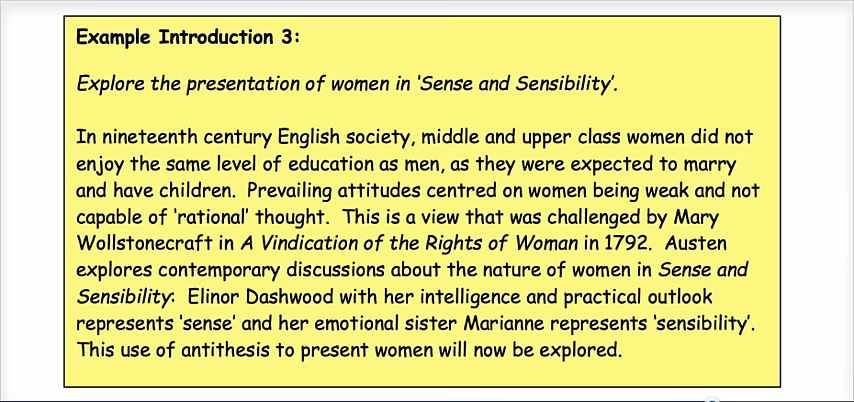 Example Introduction 3:
Explore the presentation of women in 'Sense and Sensibility'.
In nineteenth century English society, middle and upper class women did not
enjoy the same level of education as men, as they were expected to marry
and have children.  Prevailing attitudes centred on women being weak and not
capable of 'rational' thought.  This is a view that was challenged by Mary
Wollstonecraft in A Vindication of the Rights of Woman in 1792.  Austen
explores contemporary discussions about the nature of women in Sense and
Sensibility:  Elinor Dashwood with her intelligence and practical outlook
represents 'sense' and her emotional sister Marianne represents 'sensibility'.
This use of antithesis to present women will now be explored.